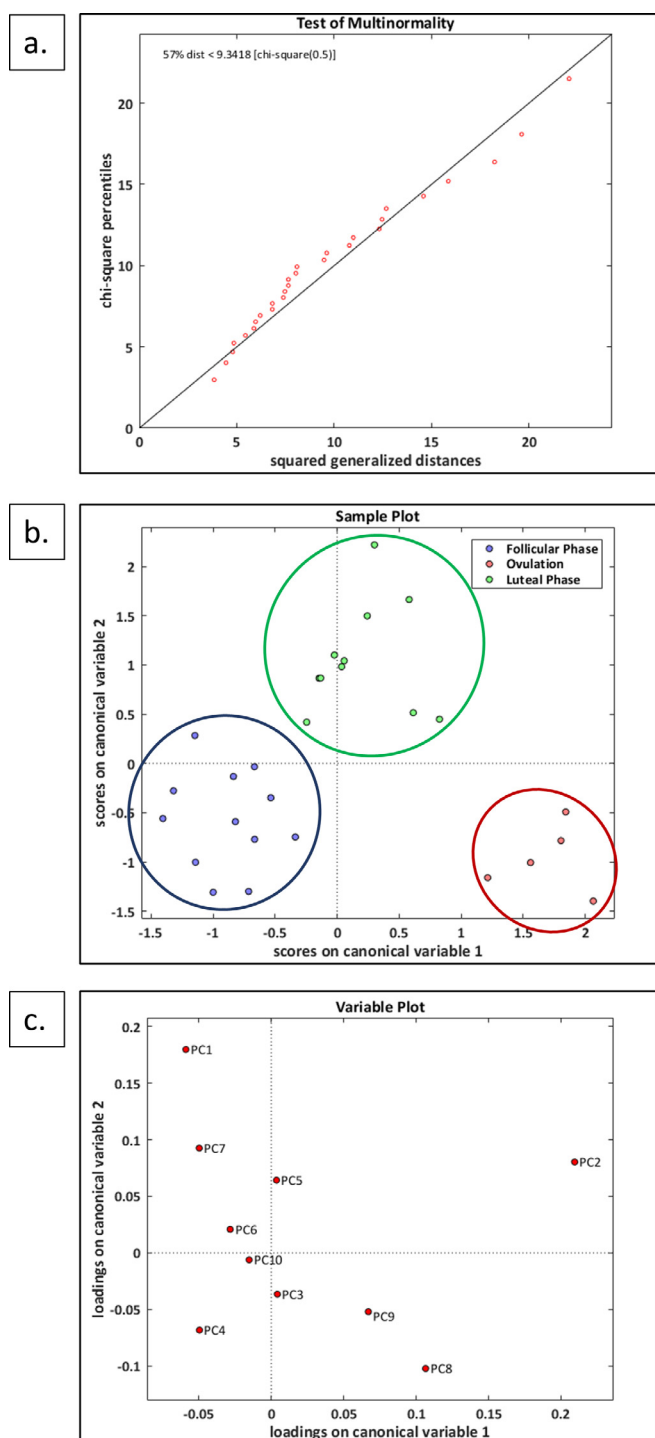 a.
Test of Multinormality
57% dist < 9.3418 [chi-square(0.5)]
chi-square percentiles
20
15
10
5
0
0 5 10 15 20
squared generalized distances
b.
Sample Plot
Follicular Phase
Ovulation
Luteal Phase
scores on canonical variable 2
2
1.5
1
0.5
0
-0.5
-1
-1.5
-1.5 -1 -0.5 0 0.5 1 1.5 2
scores on canonical variable 1
c.
Variable Plot
loadings on canonical variable 2
0.2
0.15
0.1
0.05
0
-0.05
-0.1
PC1
PC7
PC2
PC5
PC6
PC10
PC3
PC9
PC4
PC8
-0.05 0 0.05 0.1 0.15 0.2
loadings on canonical variable 1